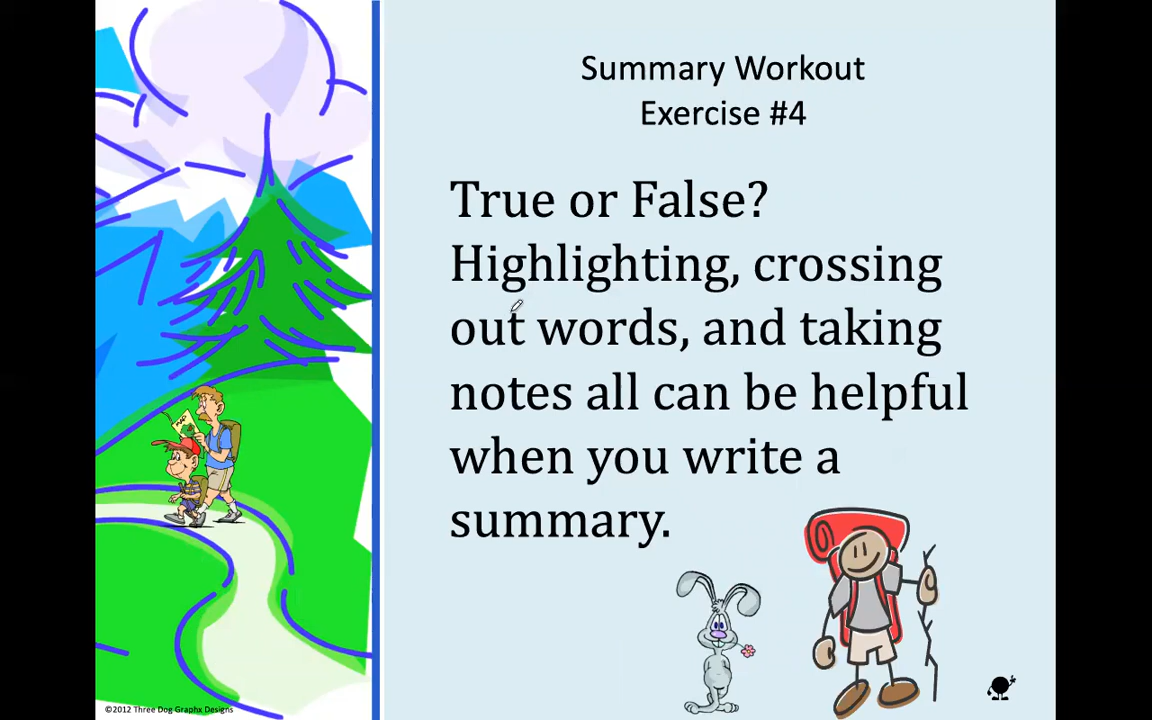 Summary Workout
Exercise #4
True or False?
Highlighting, crossing
out words, and taking
notes all can be helpful
when you write a
summary.
©2012 Three Dog Graphx Designs